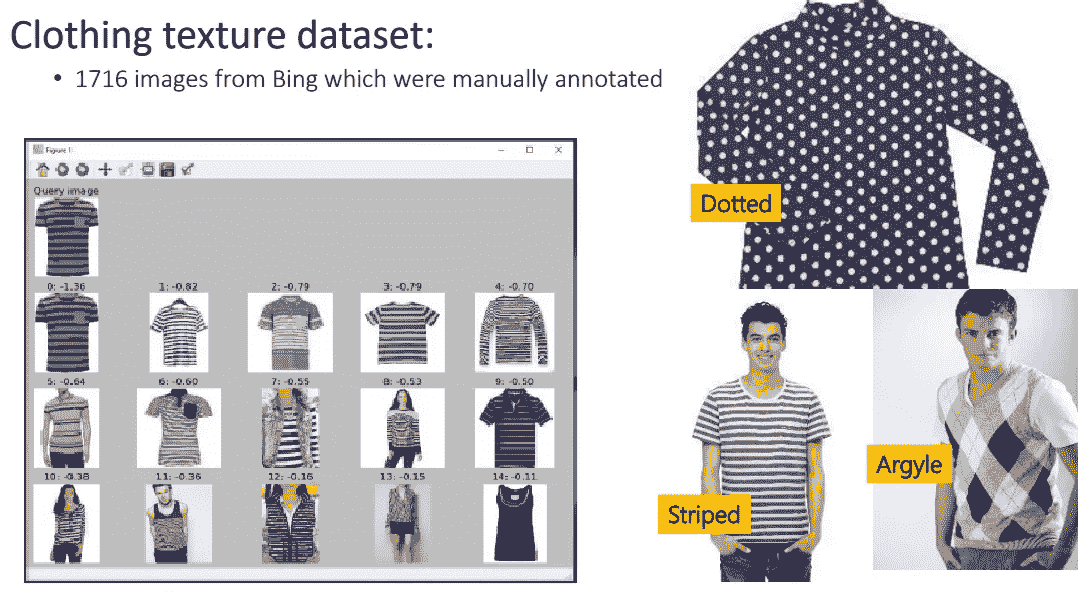 Clothing texture dataset:
• 1716 images from Bing which were manually annotated
Figure 1
Query image
0: -1.36 1: -0.82 2: -0.79 3: -0.79 4: -0.70
5: -0.64 6: -0.60 7: -0.55 8: -0.53 9: -0.50
10: -0.38 11: -0.36 12: -0.16 13: -0.15 14: -0.11
Dotted
Argyle
Striped